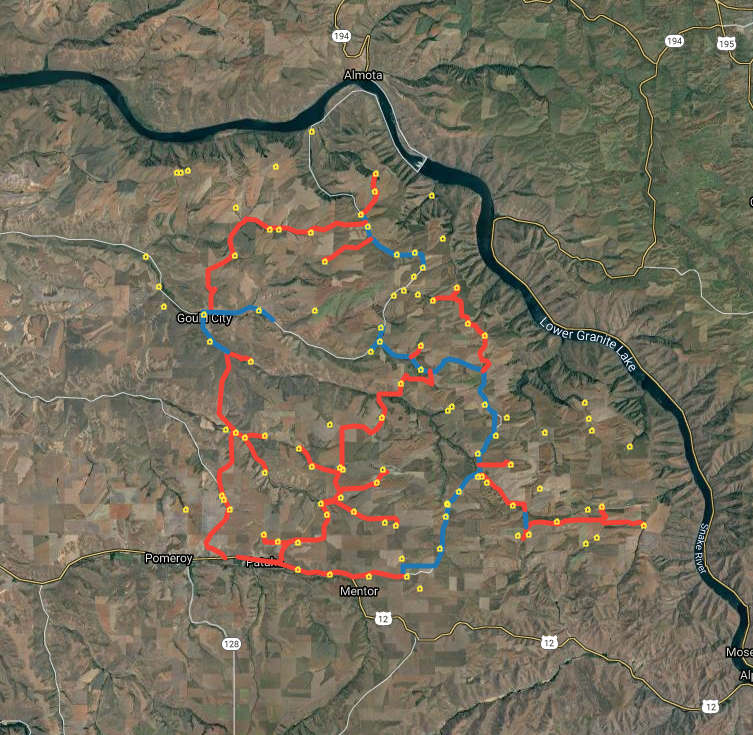 194
194
195
Almota
Gould City
Lower Granite Lake
Snake River
Pomeroy
Mentor
12
128
12
Mose
Al
12